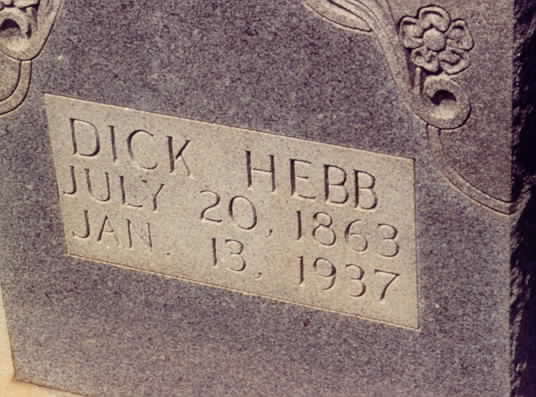 DICK HEBB
JULY 20, 1863
JAN. 13, 1937